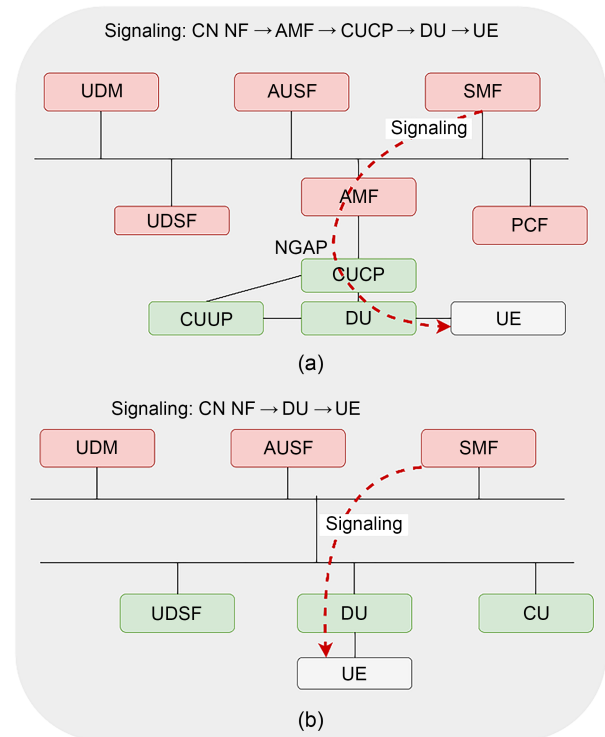 Signaling: CN NF → AMF → CUCP → DU → UE
UDM
AUSF
SMF
Signaling
UDSF
AMF
PCF
NGAP
CUCP
CUUP
DU
UE
(a)
Signaling: CN NF → DU → UE
UDM
AUSF
SMF
Signaling
UDSF
DU
CU
UE
(b)